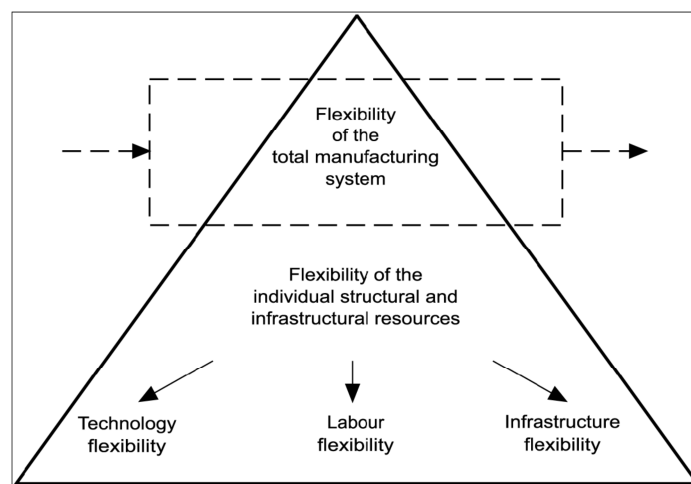 Flexibility
of the
total manufacturing
system
Flexibility of the
individual structural and
infrastructural resources
Technology
flexibility
Labour
flexibility
Infrastructure
flexibility